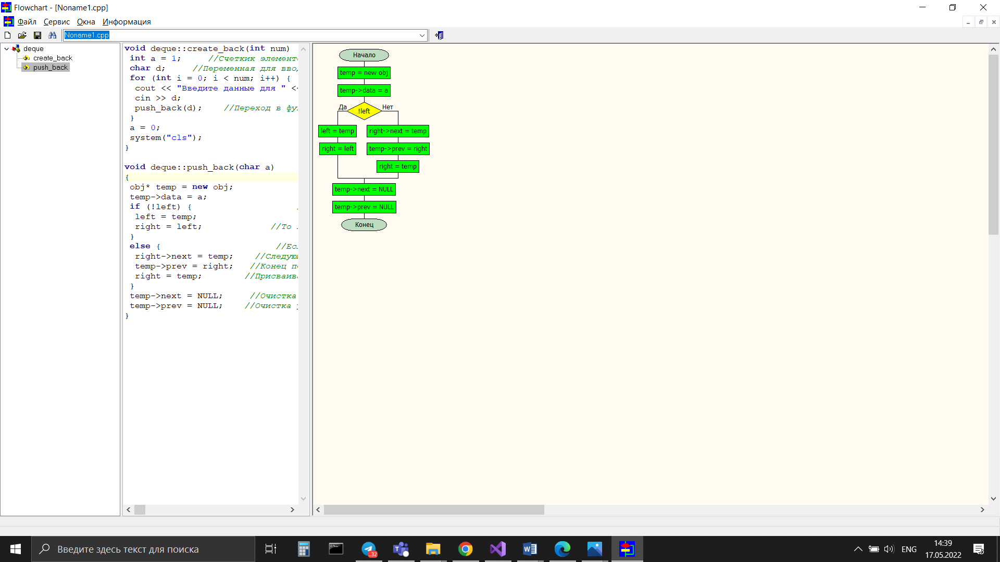 Flowchart - [Noname1.cpp]
Файл Сервис Окна Информация
Noname1.cpp
deque
create_back
push_back
void deque::create_back(int num)
int a = 1; //Счеткик элемент
char d; //Переменная для ввод
for (int i = 0; i < num; i++) {
cout << "Введите данные для " <<
cin >> d;
push_back(d); //Переход в фу
}
a = 0;
system("cls");
}
void deque::push_back(char a)
{
obj* temp = new obj;
temp->data = a;
if (!left) {
left = temp;
right = left; //То
}
else { //Есл
right->next = temp; //Следую
temp->prev = right; //Конец п
right = temp; //Присваив
}
temp->next = NULL; //Очистка
temp->prev = NULL; //Очистка
}
Начало
temp = new obj
temp->data = a
Да !left Нет
left = temp right->next = temp
right = left temp->prev = right
right = temp
temp->next = NULL
temp->prev = NULL
Конец
Введите здесь текст для поиска
..32
ENG
14:39
17.05.2022